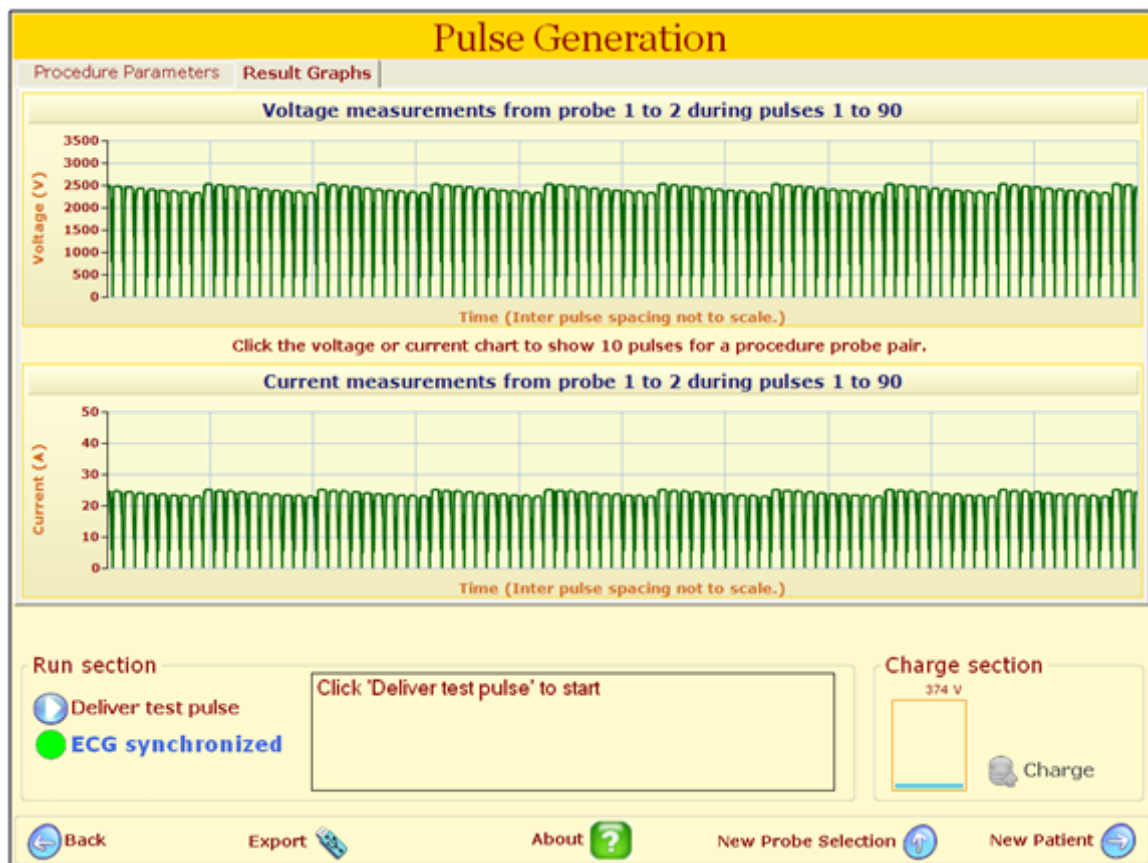 Pulse Generation
Procedure Parameters Result Graphs
Voltage measurements from probe 1 to 2 during pulses 1 to 90
Voltage (V)
3500
3000
2500
2000
1500
1000
500
0
Time (Inter pulse spacing not to scale.)
Click the voltage or current chart to show 10 pulses for a procedure probe pair.
Current measurements from probe 1 to 2 during pulses 1 to 90
Current (A)
50
40
30
20
10
0
Time (Inter pulse spacing not to scale.)
Run section
Deliver test pulse
ECG synchronized
Click 'Deliver test pulse' to start
Charge section
374 V
Charge
Back Export About ? New Probe Selection New Patient